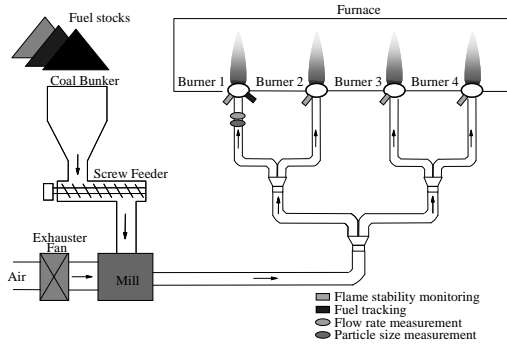 Fuel stocks
Furnace
Coal Bunker
Burner 1
Burner 2
Burner 3
Burner 4
Screw Feeder
Exhauster
Fan
Air
Mill
Flame stability monitoring
Fuel tracking
Flow rate measurement
Particle size measurement